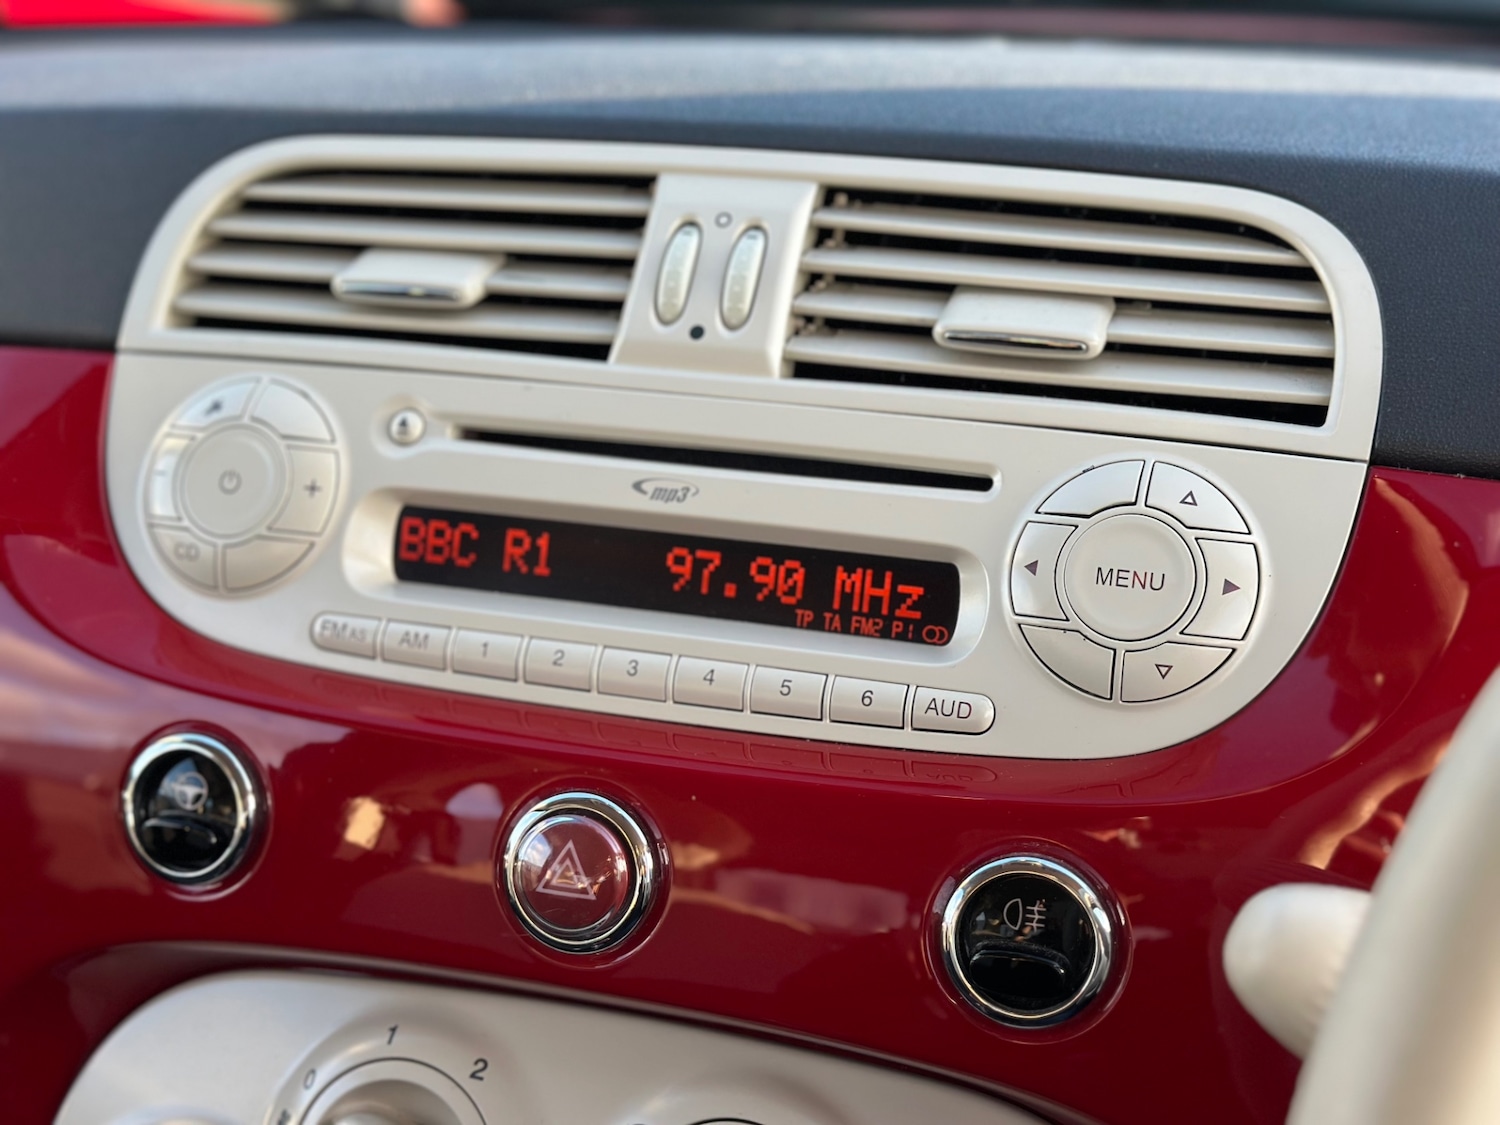 mp3
BBC R1 97.90 MHz
TP TA FM2 P1
CD
FM AS AM 1 2 3 4 5 6 AUD
MENU
0 1 2